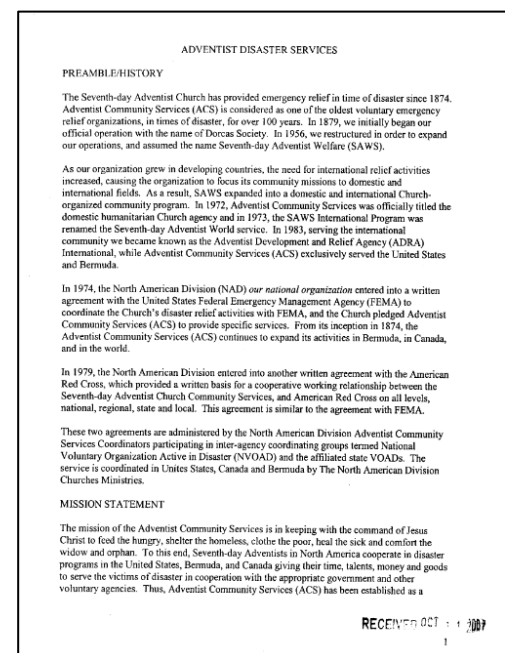 ADVENTIST DISASTER SERVICES
PREAMBLE/HISTORY
The Seventh-day Adventist Church has provided emergency relief in time of disaster since 1874.
Adventist Community Services (ACS) is considered as one of the oldest voluntary emergency
relief organizations, in times of disaster, for over 100 years. In 1879, we initially began our
official operation with the name of Dorcas Society. In 1956, we restructured in order to expand
our operations, and assumed the name Seventh-day Adventist Welfare (SAWS).
As our organization grew in developing countries, the need for international relief activities
increased, causing the organization to focus its community missions to domestic and
international fields. As a result, SAWS expanded into a domestic and international Church-
organized community program. In 1972, Adventist Community Services was officially titled the
domestic humanitarian Church agency and in 1973, the SAWS International Program was
renamed the Seventh-day Adventist World service. In 1983, serving the international
community we became known as the Adventist Development and Relief Agency (ADRA)
International, while Adventist Community Services (ACS) exclusively served the United States
and Bermuda.
In 1974, the North American Division (NAD) our national organization entered into a written
agreement with the United States Federal Emergency Management Agency (FEMA) to
coordinate the Church's disaster relief activities with FEMA, and the Church pledged Adventist
Community Services (ACS) to provide specific services. From its inception in 1874, the
Adventist Community Services (ACS) continues to expand its activities in Bermuda, in Canada,
and in the world.
In 1979, the North American Division entered into another written agreement with the American
Red Cross, which provided a written basis for a cooperative working relationship between the
Seventh-day Adventist Church Community Services, and American Red Cross on all levels,
national, regional, state and local. This agreement is similar to the agreement with FEMA.
These two agreements are administered by the North American Division Adventist Community
Services Coordinators participating in inter-agency coordinating groups termed National
Voluntary Organization Active in Disaster (NVOAD) and the affiliated state VOADs. The
service is coordinated in Unites States, Canada and Bermuda by The North American Division
Churches Ministries.
MISSION STATEMENT
The mission of the Adventist Community Services is in keeping with the command of Jesus
Christ to feed the hungry, shelter the homeless, clothe the poor, heal the sick and comfort the
widow and orphan. To this end, Seventh-day Adventists in North America cooperate in disaster
programs in the United States, Bermuda, and Canada giving their time, talents, money and goods
to serve the victims of disaster in cooperation with the appropriate government and other
voluntary agencies. Thus, Adventist Community Services (ACS) has been established as a
RECEIVED OCT 11 2007
1